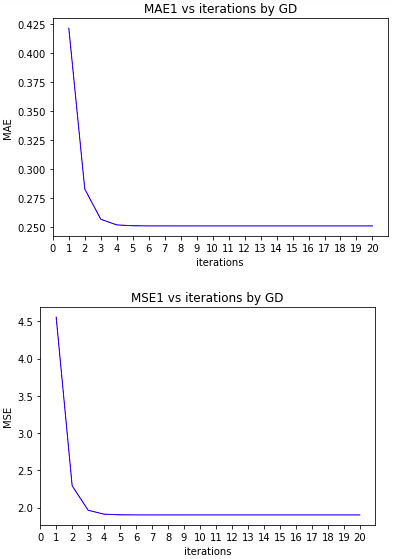 MAE1 vs iterations by GD
0.425
0.400
0.375
0.350
0.325
0.300
0.275
0.250
MAE
0 1 2 3 4 5 6 7 8 9 10 11 12 13 14 15 16 17 18 19 20
iterations
MSE1 vs iterations by GD
4.5
4.0
3.5
3.0
2.5
2.0
MSE
0 1 2 3 4 5 6 7 8 9 10 11 12 13 14 15 16 17 18 19 20
iterations